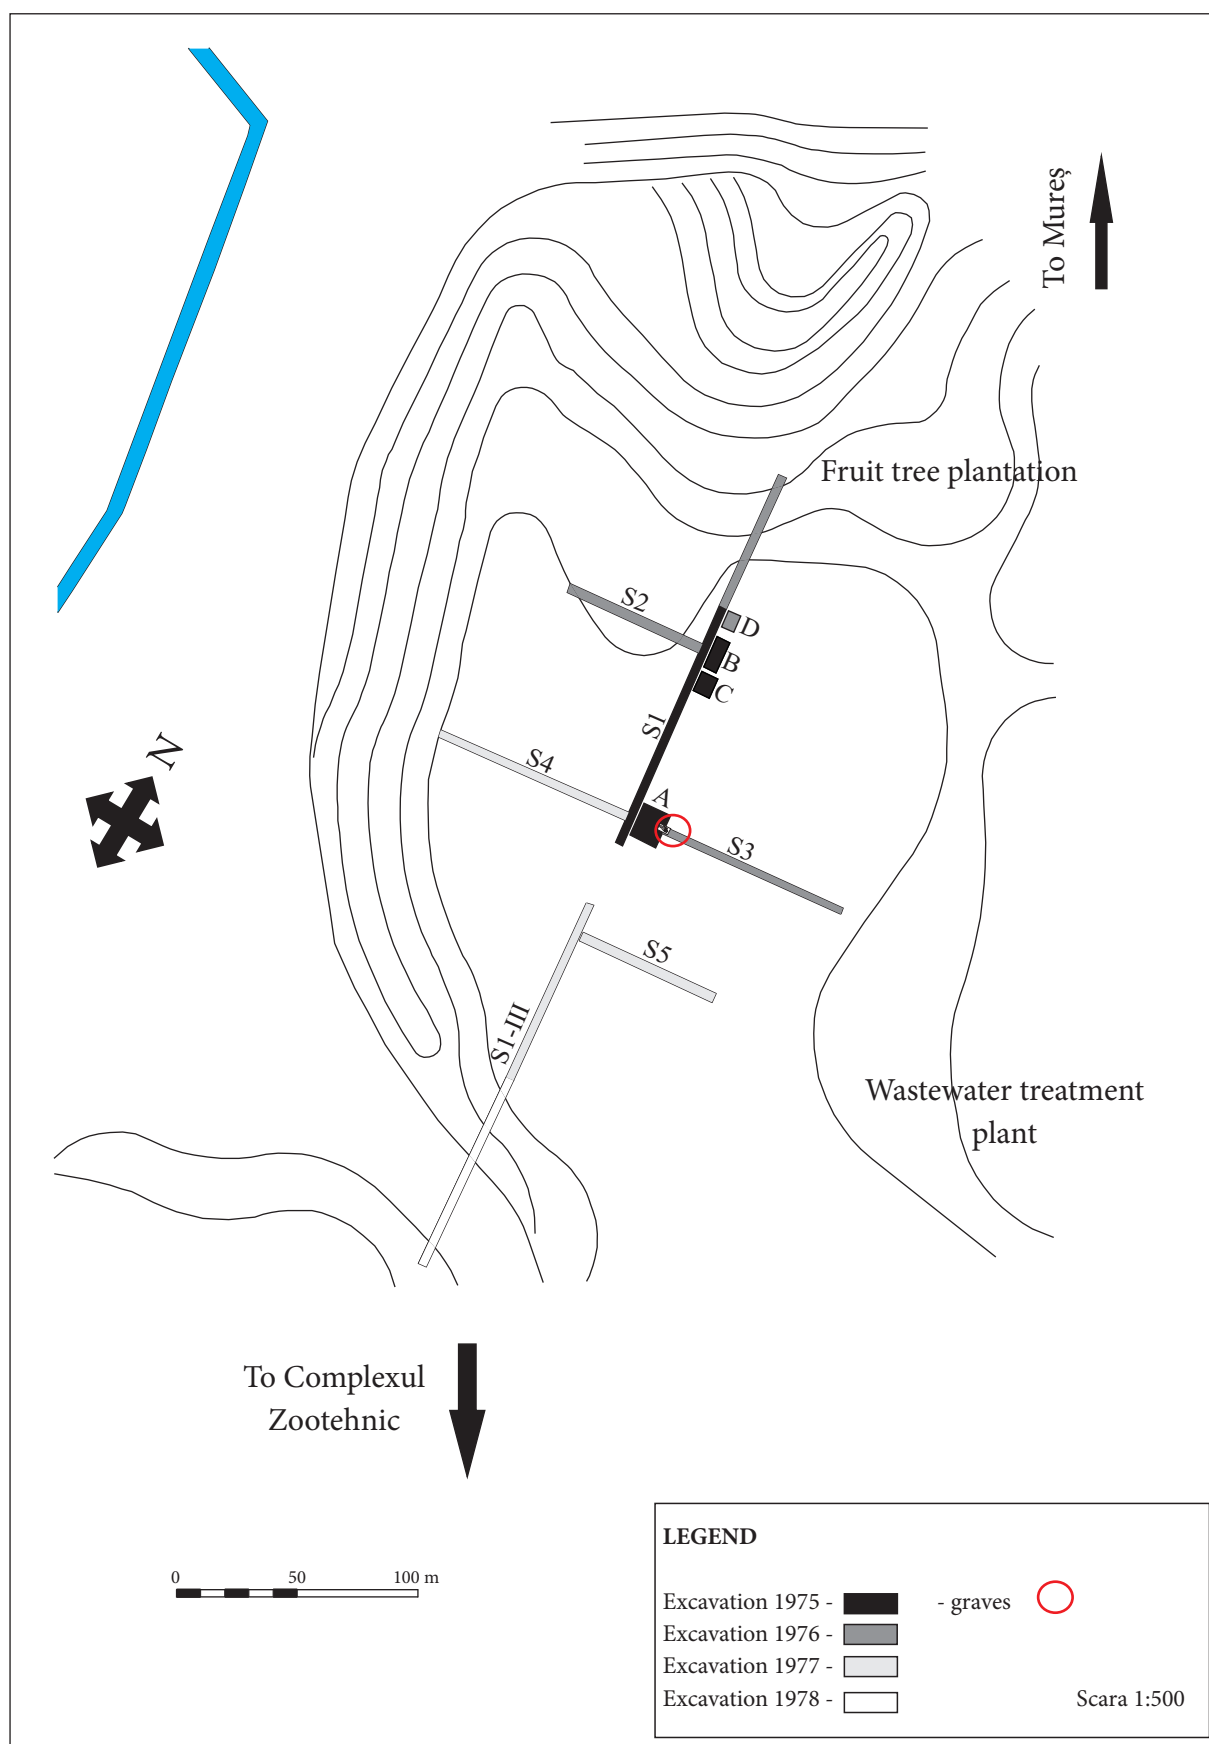 To Mureș
Fruit tree plantation
S2
D
B
C
S1
N
S4
A
S3
S5
S1-III
Wastewater treatment
plant
To Complexul
Zootehnic
0 50 100 m
LEGEND
Excavation 1975 - - graves
Excavation 1976 -
Excavation 1977 -
Excavation 1978 - Scara 1:500